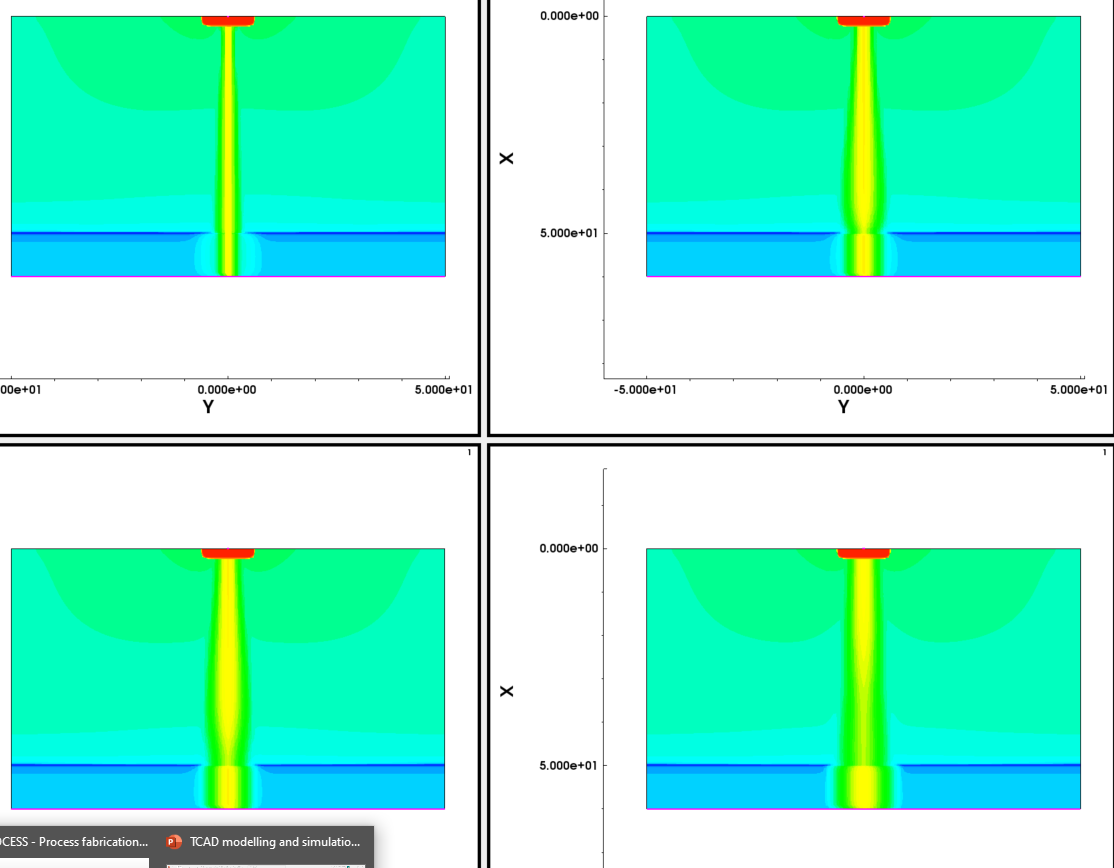 0.000e+00
X
5.000e+01
00e+01 0.000e+00 5.000e+01
Y
-5.000e+01 0.000e+00 5.000e+01
Y
1
1
0.000e+00
X
5.000e+01
OCESS - Process fabrication...
TCAD modelling and simulatio...